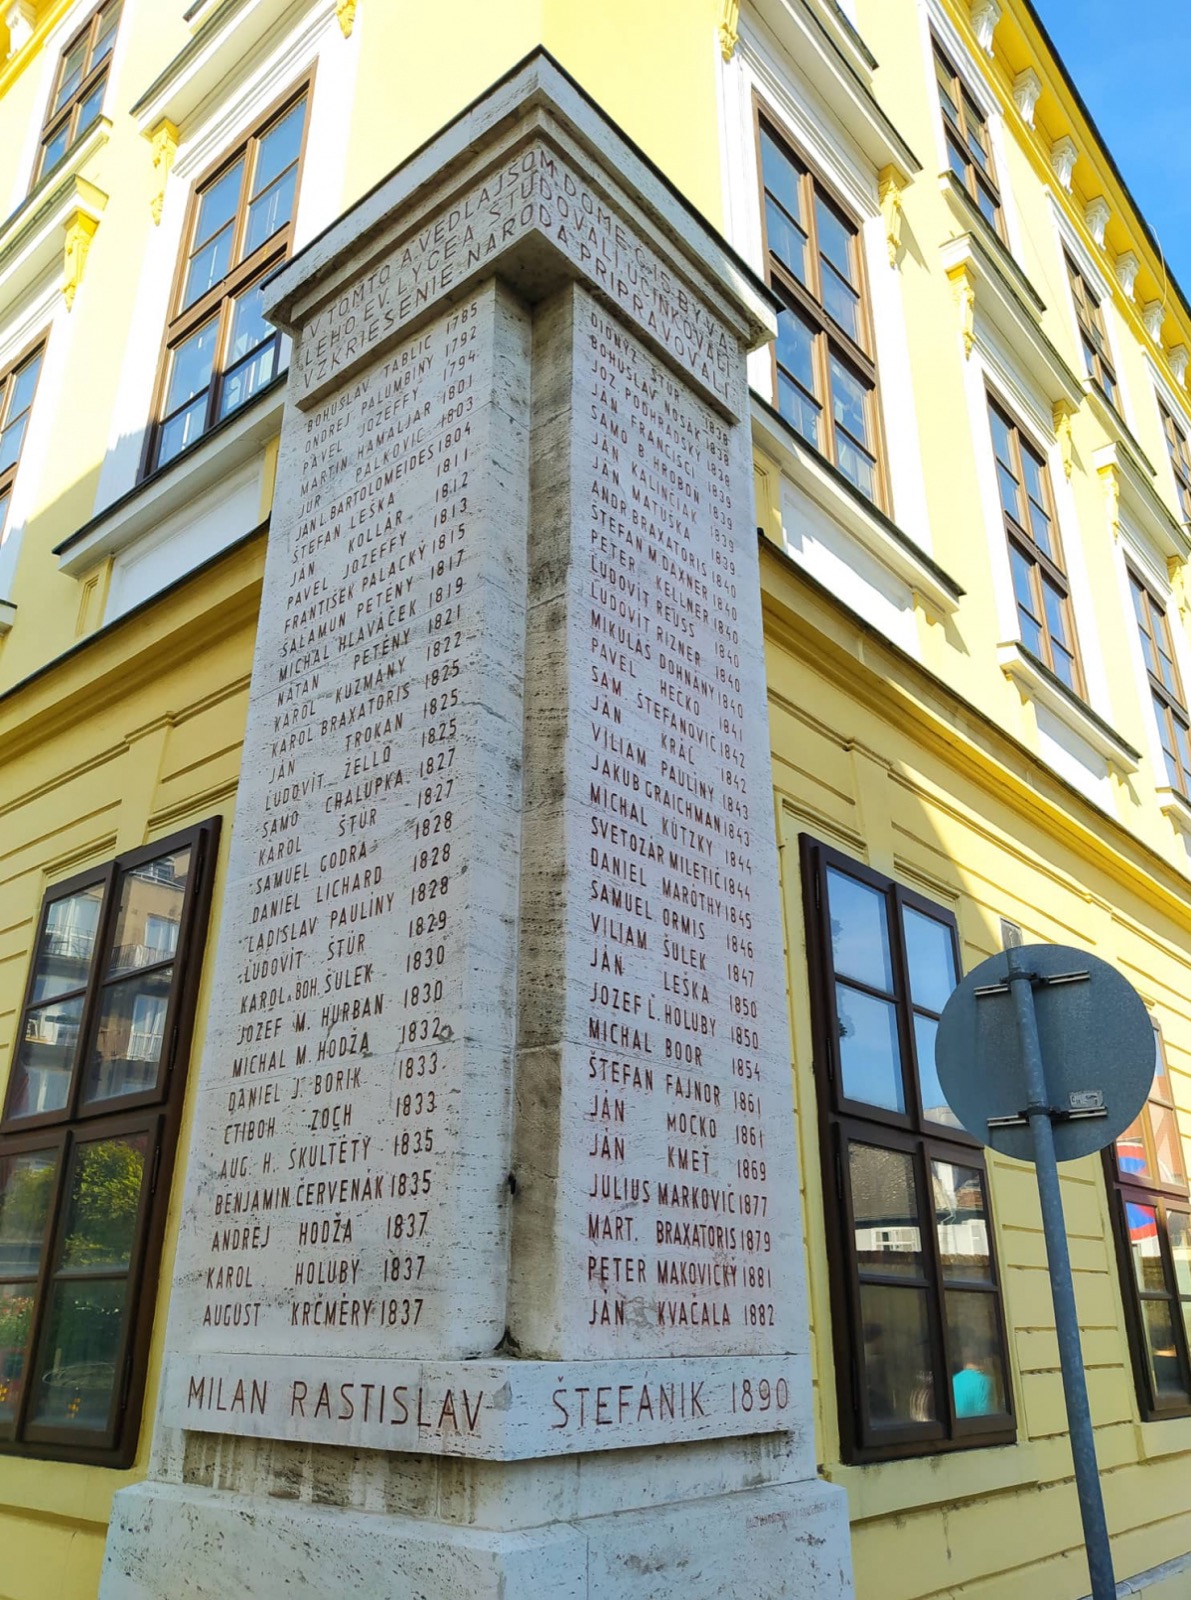 V TOMTO A VEDLAJŠOM DOME Č. 15 BÝVA
LÉHO EV. LÝCEA ŠTUDOVALI, ÚČINKOVALI
VZKRIESENIE NÁRODA PRIPRAVOVALI
BOHUSLAV TABLIC 1785
ONDREJ PALUMBINY 1792
PAVEL JOZEFFY 1794
MARTIN HAMALJAR 1801
JUR PALKOVIČ 1803
JÁN L. BARTOLOMEIDES 1804
ŠTEFAN LEŠKA 1811
JÁN KOLLÁR 1812
PAVEL JOZEFFY 1813
FRANTIŠEK PALACKÝ 1815
ŠALAMUN PETÉNY 1817
MICHAL HLAVÁČEK 1819
NÁTAN PETÉNY 1821
KAROL KUZMÁNY 1822
KAROL BRAXATORIS 1825
JÁN TROKAN 1825
ĽUDOVÍT ŽELLO 1825
SAMO CHALUPKA 1827
KAROL ŠTÚR 1827
SAMUEL GODRA 1828
DANIEL LICHARD 1828
LADISLAV PAULÍNY 1828
ĽUDOVÍT ŠTÚR 1829
KAROL A BOH. ŠULEK 1830
JOZEF M. HURBAN 1830
MICHAL M. HODŽA 1832
DANIEL J. BORIK 1833
CTIBOH ZOCH 1833
AUG. H. ŠKULTÉTY 1835
BENJAMIN ČERVENÁK 1835
ANDREJ HODŽA 1837
KAROL HOLUBY 1837
AUGUST KRČMÉRY 1837
DIONÝZ ŠTÚR 1838
BOHUSLAV NOSÁK 1838
JOZ. PODHRADSKÝ 1838
JÁN FRANCISCI 1839
SAMO B. HROBOŇ 1839
JÁN KALINČIAK 1839
JÁN MATUŠKA 1839
ANDR. BRAXATORIS 1840
ŠTEFAN M. DAXNER 1840
PETER KELLNER 1840
ĽUDOVÍT REUSS 1840
ĽUDOVÍT RIZNER 1840
MIKULÁŠ DOHNÁNY 1840
PAVEL HEČKO 1841
SAM ŠTEFANOVIČ 1842
JÁN KRÁĽ 1842
VILIAM PAULÍNY 1843
JAKUB GRAICHMAN 1843
MICHAL KÚTZKY 1844
SVETOZÁR MILETIČ 1844
DANIEL MARÓTHY 1845
SAMUEL ORMIS 1846
VILIAM ŠULEK 1847
JÁN LEŠKA 1850
JOZEF Ľ. HOLUBY 1850
MICHAL BOOR 1854
ŠTEFAN FAJNOR 1861
JÁN MOCKO 1861
JÁN KMEŤ 1869
JULIUS MARKOVIČ 1877
MART. BRAXATORIS 1879
PETER MAKOVICKÝ 1881
JÁN KVAČALA 1882
MILAN RASTISLAV ŠTEFÁNIK 1890